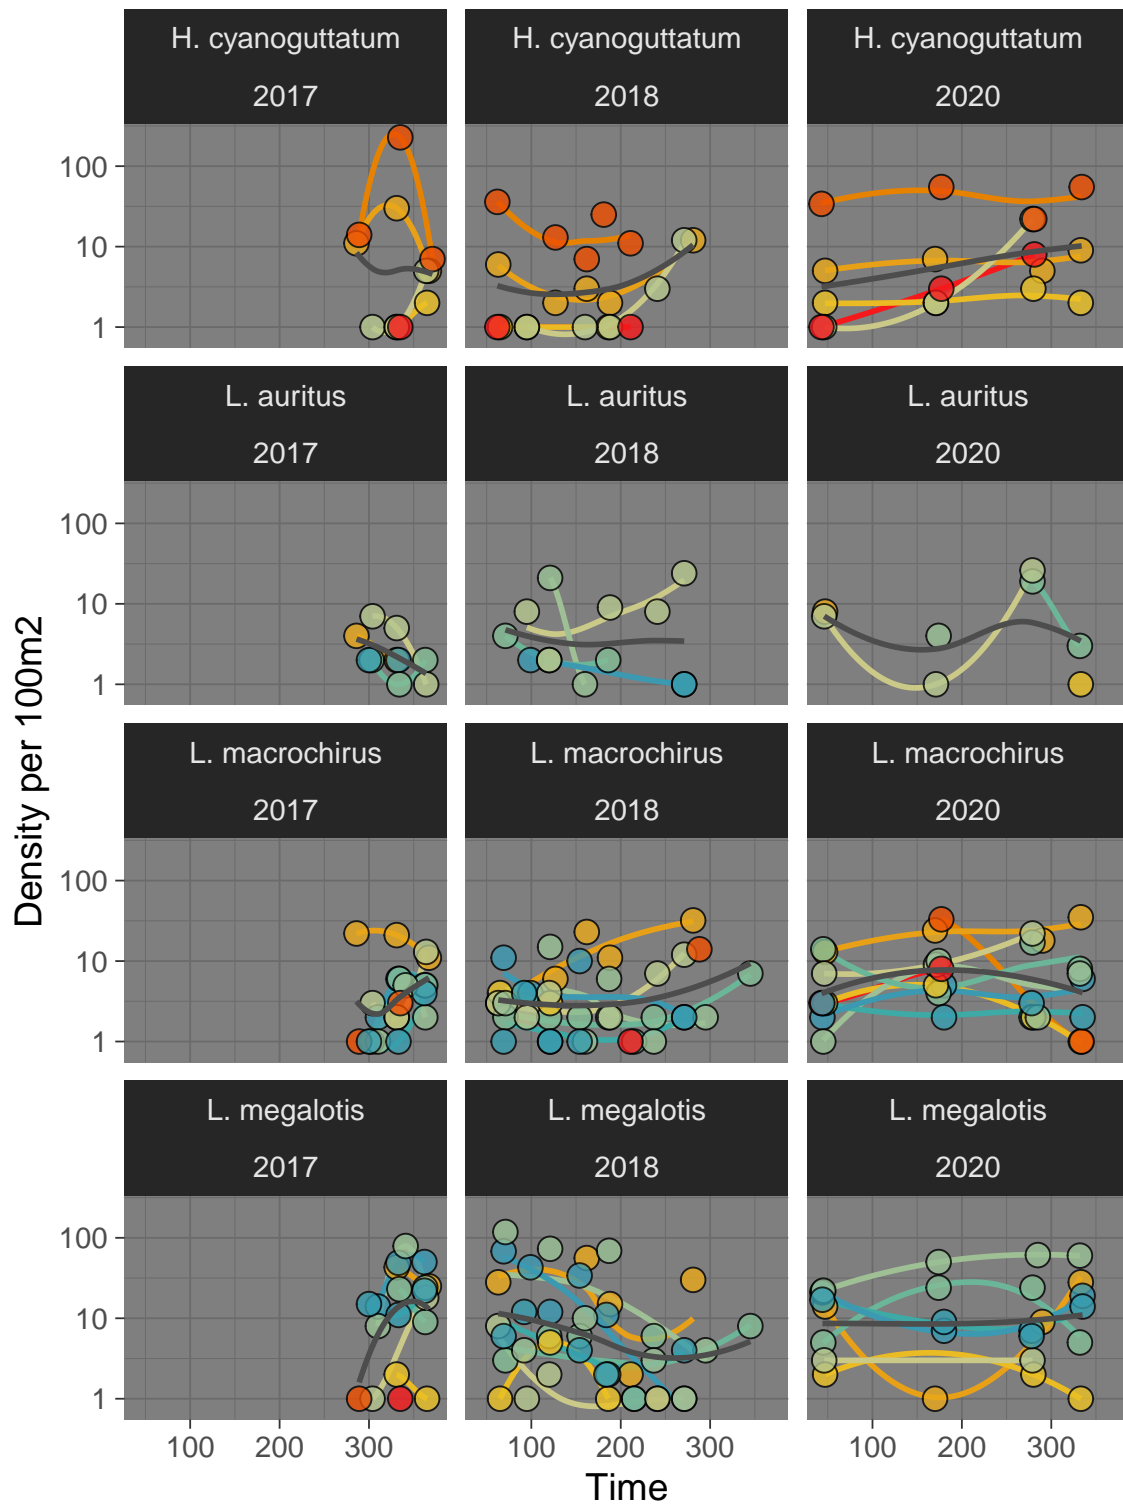 H. cyanoguttatum H. cyanoguttatum H. cyanoguttatum
2017 2018 2020
100
10
1
L. auritus L. auritus L. auritus
2017 2018 2020
100
10
1
L. macrochirus L. macrochirus L. macrochirus
2017 2018 2020
100
10
1
L. megalotis L. megalotis L. megalotis
2017 2018 2020
100
10
1
100 200 300 100 200 300 100 200 300
Time
Density per 100m2